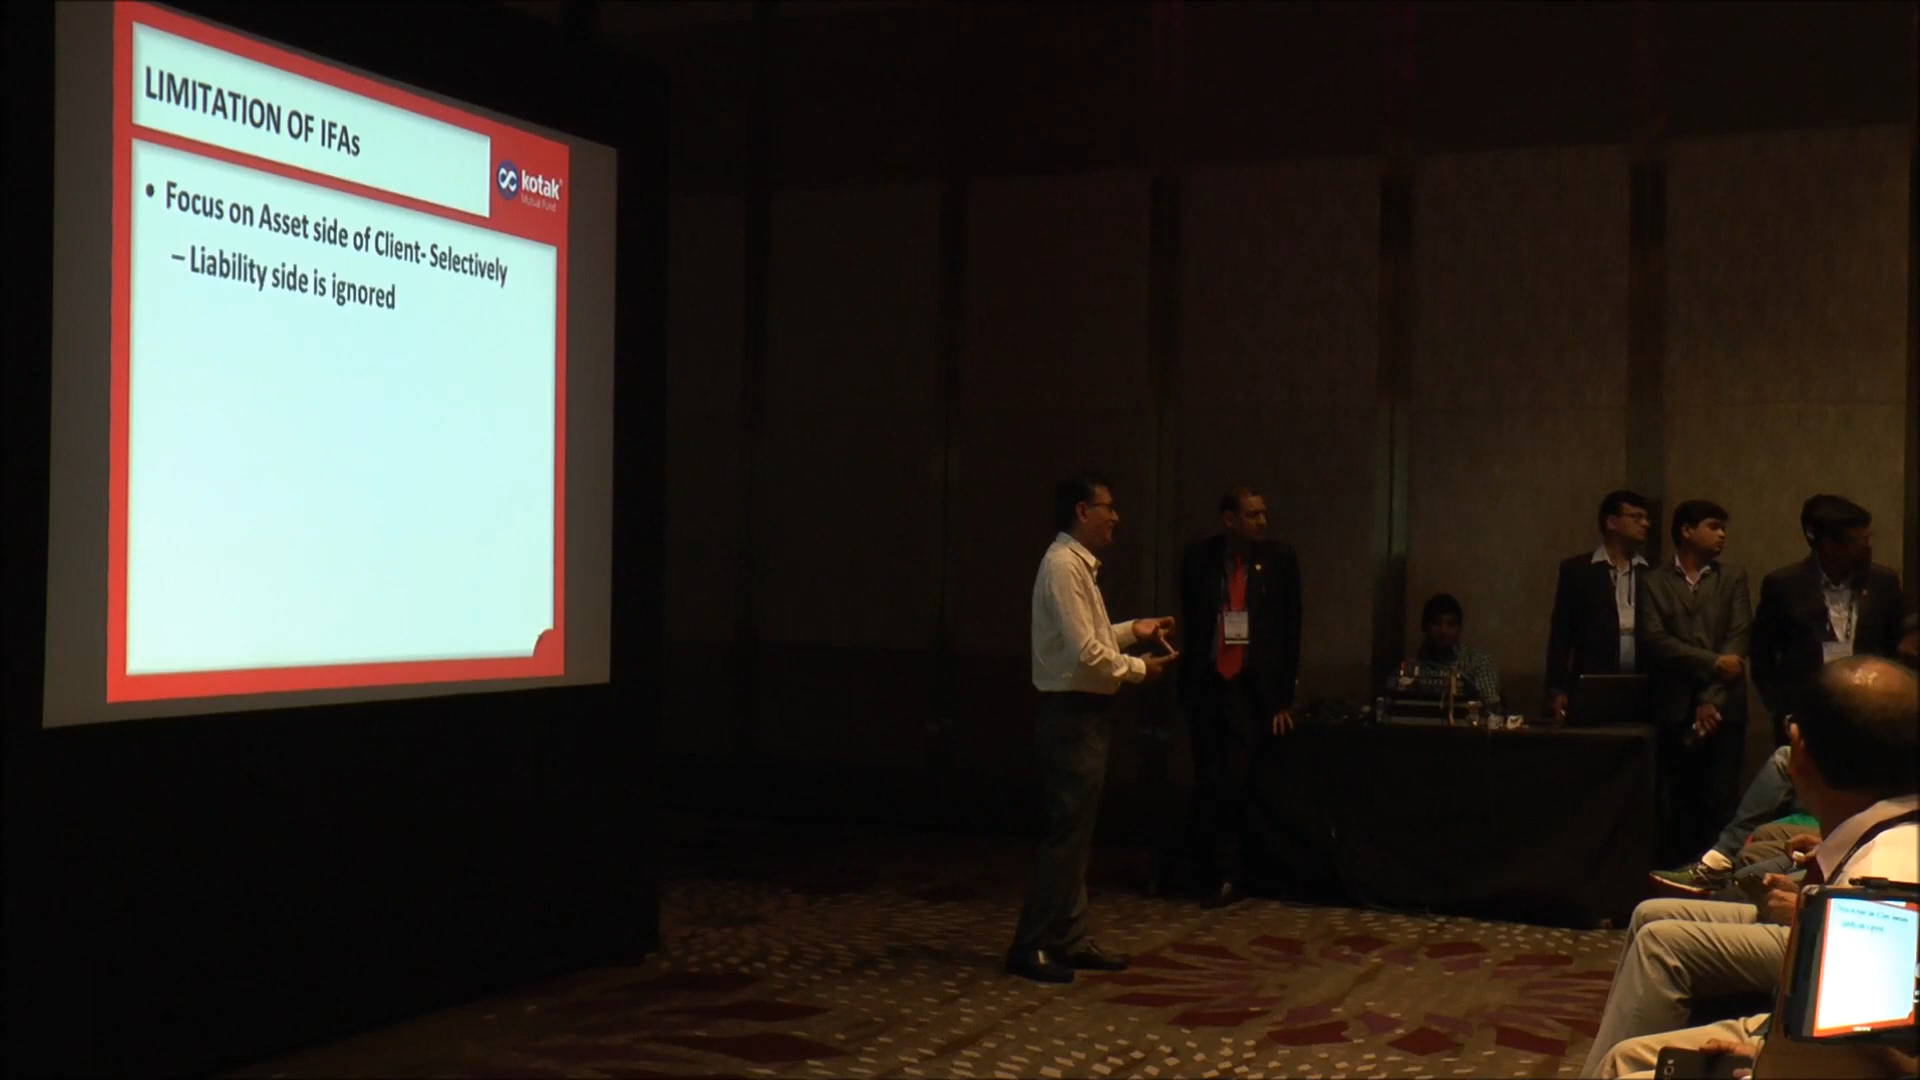 LIMITATION OF IFAs
kotak
Mutual Fund
• Focus on Asset side of Client- Selectively
– Liability side is ignored